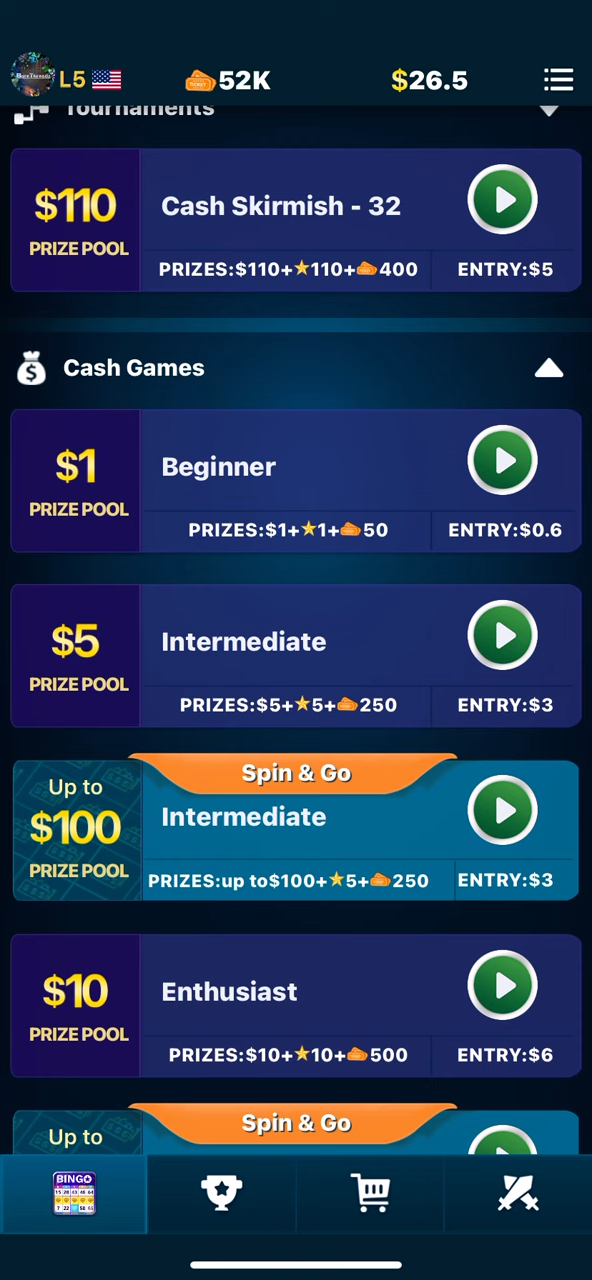 L5
52K
$26.5
Tournaments
$110
PRIZE POOL
Cash Skirmish - 32
PRIZES:$110+110+400
ENTRY:$5
Cash Games
$1
PRIZE POOL
Beginner
PRIZES:$1+1+50
ENTRY:$0.6
$5
PRIZE POOL
Intermediate
PRIZES:$5+5+250
ENTRY:$3
Spin & Go
Up to
$100
PRIZE POOL
Intermediate
PRIZES:up to$100+5+250
ENTRY:$3
$10
PRIZE POOL
Enthusiast
PRIZES:$10+10+500
ENTRY:$6
Spin & Go
Up to
BINGO